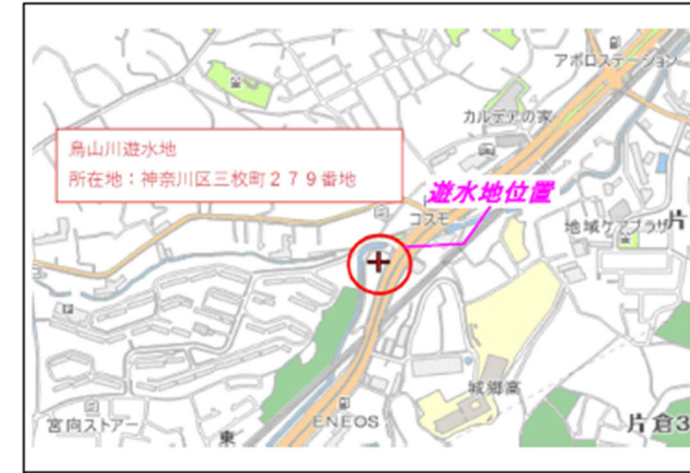 アポロステーション
カルデアの家
鳥山川遊水地
所在地：神奈川区三枚町２７９番地
遊水地位置
コスモ
地域ケアプラザ
片
城郷高
宮向ストアー
ENEOS
東
片倉3